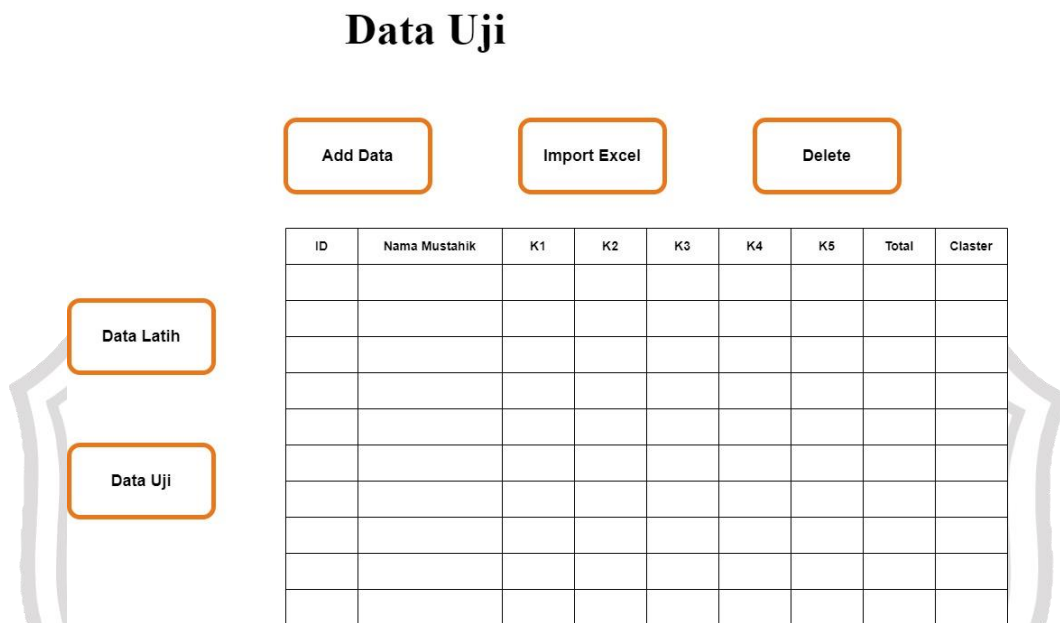 Data Uji
Add Data Import Excel Delete
ID Nama Mustahik K1 K2 K3 K4 K5 Total Claster
Data Latih
Data Uji